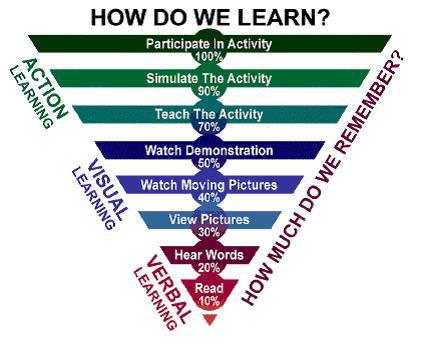 HOW DO WE LEARN?
Participate In Activity
100%
Simulate The Activity
90%
Teach The Activity
70%
Watch Demonstration
50%
Watch Moving Pictures
40%
View Pictures
30%
Hear Words
20%
Read
10%
ACTION
LEARNING
VISUAL
LEARNING
VERBAL
LEARNING
HOW MUCH DO WE REMEMBER?